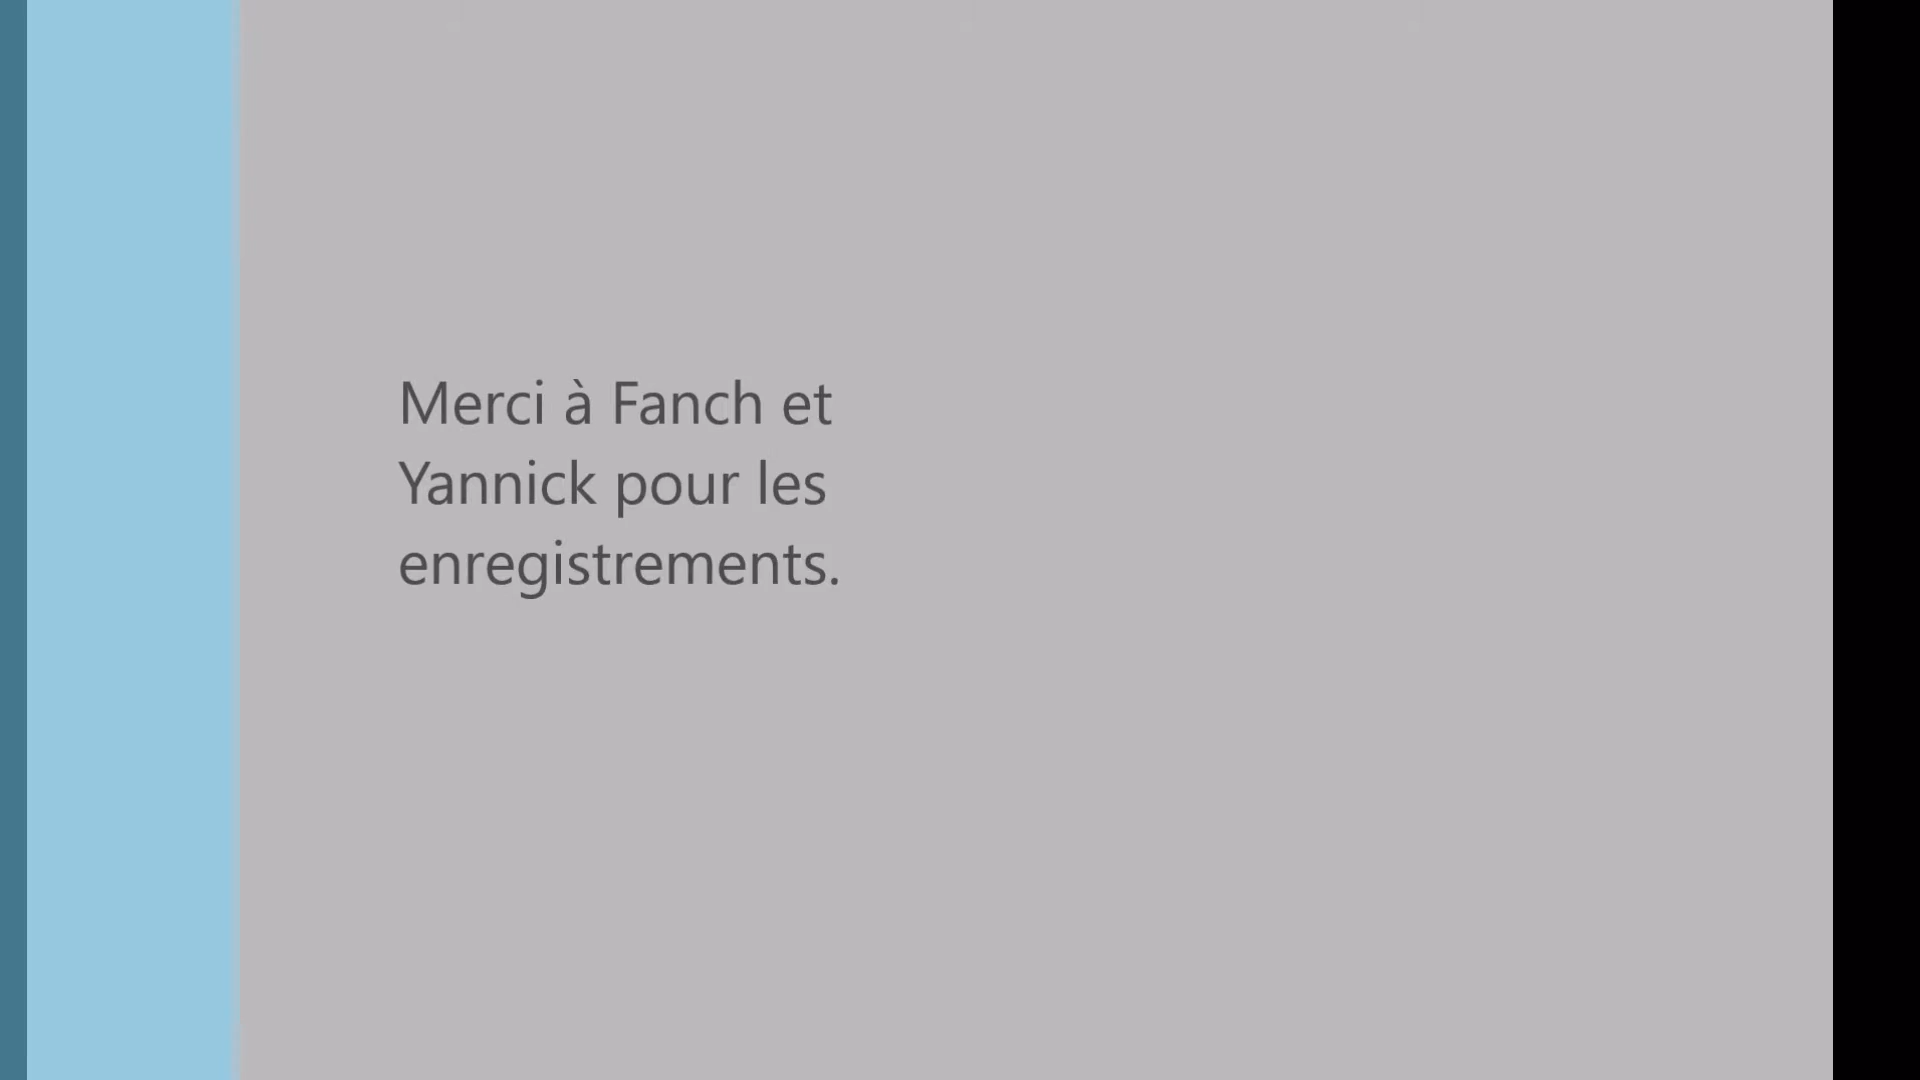 Merci à Fanch et
Yannick pour les
enregistrements.